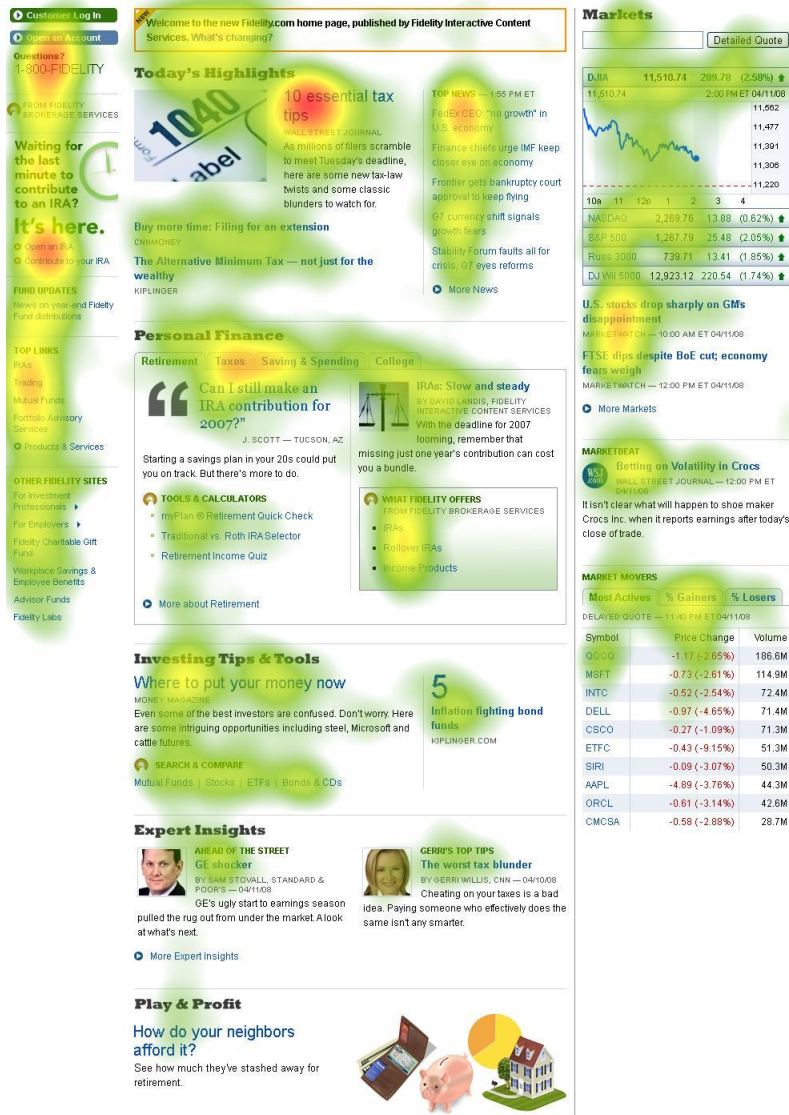 Customer Log In
Open an Account
Questions?
1-800-FIDELITY
FROM FIDELITY
BROKERAGE SERVICES
Waiting for
the last
minute to
contribute
to an IRA?
It's here.
Open an IRA
Contribute to your IRA
FUND UPDATES
News on year-end Fidelity
Fund distributions
TOP LINKS
IRAs
Trading
Mutual Funds
Portfolio Advisory
Services
Products & Services
OTHER FIDELITY SITES
For Investment
Professionals
For Employers
Fidelity Charitable Gift
Fund
Workplace Savings &
Employee Benefits
Advisor Funds
Fidelity Labs
NEW
Welcome to the new Fidelity.com home page, published by Fidelity Interactive Content
Services. What's changing?
Today's Highlights
1040
Form
Label
10 essential tax
tips
WALL STREET JOURNAL
As millions of filers scramble
to meet Tuesday's deadline,
here are some new tax-law
twists and some classic
blunders to watch for.
Buy more time: Filing for an extension
CNNMONEY
The Alternative Minimum Tax — not just for the
wealthy
KIPLINGER
TOP NEWS — 1:55 PM ET
FedEx CEO: "no growth" in
U.S. economy
Finance chiefs urge IMF keep
closer eye on economy
Frontier gets bankruptcy court
approval to keep flying
G7 currency shift signals
growth fears
Stability Forum faults all for
crisis, G7 eyes reforms
More News
Personal Finance
Retirement
Taxes
Saving & Spending
College
“Can I still make an
IRA contribution for
2007?”
J. SCOTT — TUCSON, AZ
Starting a savings plan in your 20s could put
you on track. But there's more to do.
TOOLS & CALCULATORS
myPlan ® Retirement Quick Check
Traditional vs. Roth IRA Selector
Retirement Income Quiz
More about Retirement
IRAs: Slow and steady
BY DAVID LANDIS, FIDELITY
INTERACTIVE CONTENT SERVICES
With the deadline for 2007
looming, remember that
missing just one year's contribution can cost
you a bundle.
WHAT FIDELITY OFFERS
FROM FIDELITY BROKERAGE SERVICES
IRAs
Rollover IRAs
Income Products
Investing Tips & Tools
Where to put your money now
MONEY MAGAZINE
Even some of the best investors are confused. Don't worry. Here
are some intriguing opportunities including steel, Microsoft and
cattle futures.
SEARCH & COMPARE
Mutual Funds | Stocks | ETFs | Bonds & CDs
5
Inflation fighting bond
funds
KIPLINGER.COM
Expert Insights
AHEAD OF THE STREET
GE shocker
BY SAM STOVALL, STANDARD &
POOR'S — 04/11/08
GE's ugly start to earnings season
pulled the rug out from under the market. A look
at what's next.
More Expert Insights
GERRI'S TOP TIPS
The worst tax blunder
BY GERRI WILLIS, CNN — 04/10/08
Cheating on your taxes is a bad
idea. Paying someone who effectively does the
same isn't any smarter.
Play & Profit
How do your neighbors
afford it?
See how much they've stashed away for
retirement.
Markets
Detailed Quote
DJIA 11,510.74 289.78 (2.58%)
11,510.74 2:00 PM ET 04/11/08
11,562
11,477
11,391
11,306
11,220
10a 11 12p 1 2 3 4
NASDAQ 2,269.76 13.88 (0.62%)
S&P 500 1,267.79 25.48 (2.05%)
Russ 3000 739.71 13.41 (1.85%)
DJ Wil 5000 12,923.12 220.54 (1.74%)
U.S. stocks drop sharply on GM's
disappointment
MARKETWATCH — 10:00 AM ET 04/11/08
FTSE dips despite BoE cut; economy
fears weigh
MARKETWATCH — 12:00 PM ET 04/11/08
More Markets
MARKETBEAT
WSJ
.com
Betting on Volatility in Crocs
WALL STREET JOURNAL — 12:00 PM ET
04/11/08
It isn't clear what will happen to shoe maker
Crocs Inc. when it reports earnings after today's
close of trade.
MARKET MOVERS
Most Actives
% Gainers
% Losers
DELAYED QUOTE — 11:40 PM ET 04/11/08
Symbol Price Change Volume
QQQQ -1.17 (-2.65%) 186.6M
MSFT -0.73 (-2.61%) 114.9M
INTC -0.52 (-2.54%) 72.4M
DELL -0.97 (-4.65%) 71.4M
CSCO -0.27 (-1.09%) 71.3M
ETFC -0.43 (-9.15%) 51.3M
SIRI -0.09 (-3.07%) 50.3M
AAPL -4.89 (-3.76%) 44.3M
ORCL -0.61 (-3.14%) 42.6M
CMCSA -0.58 (-2.88%) 28.7M